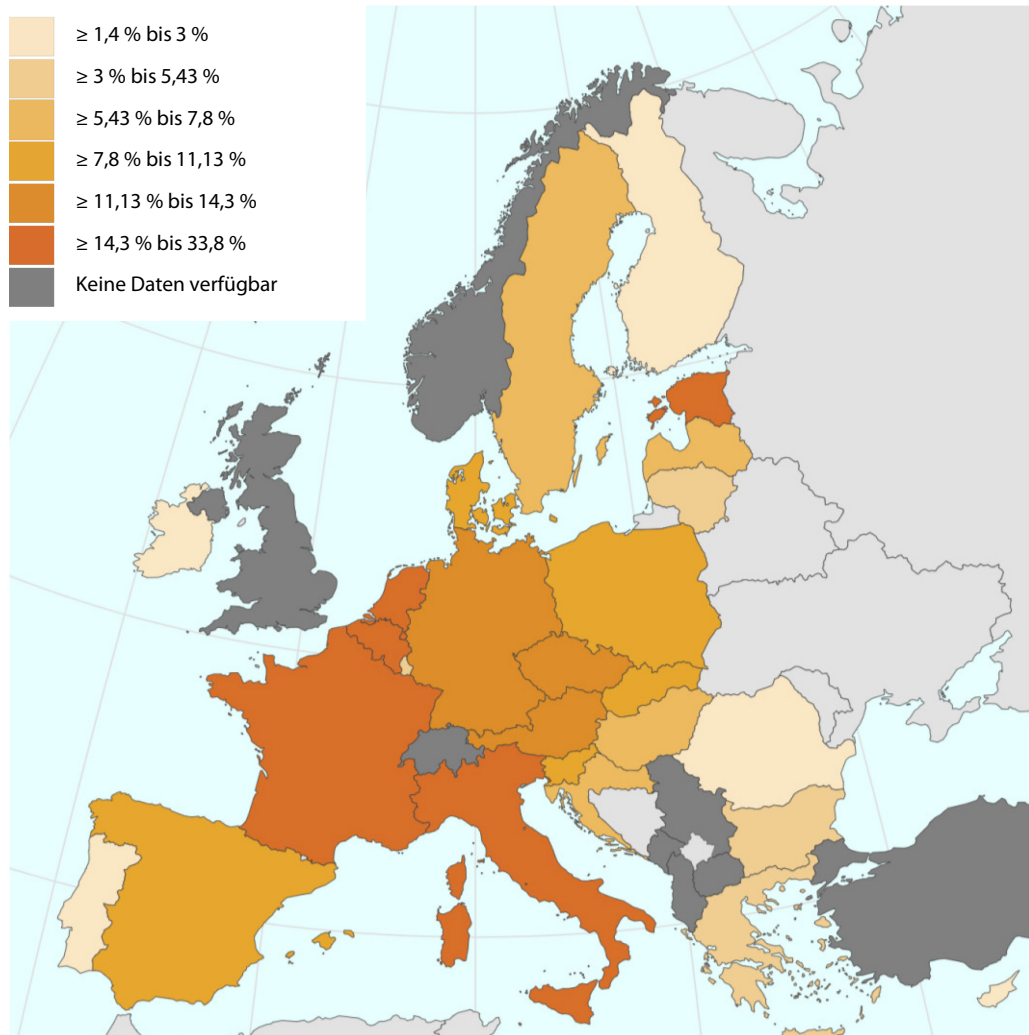 ≥ 1,4 % bis 3 %
≥ 3 % bis 5,43 %
≥ 5,43 % bis 7,8 %
≥ 7,8 % bis 11,13 %
≥ 11,13 % bis 14,3 %
≥ 14,3 % bis 33,8 %
Keine Daten verfügbar